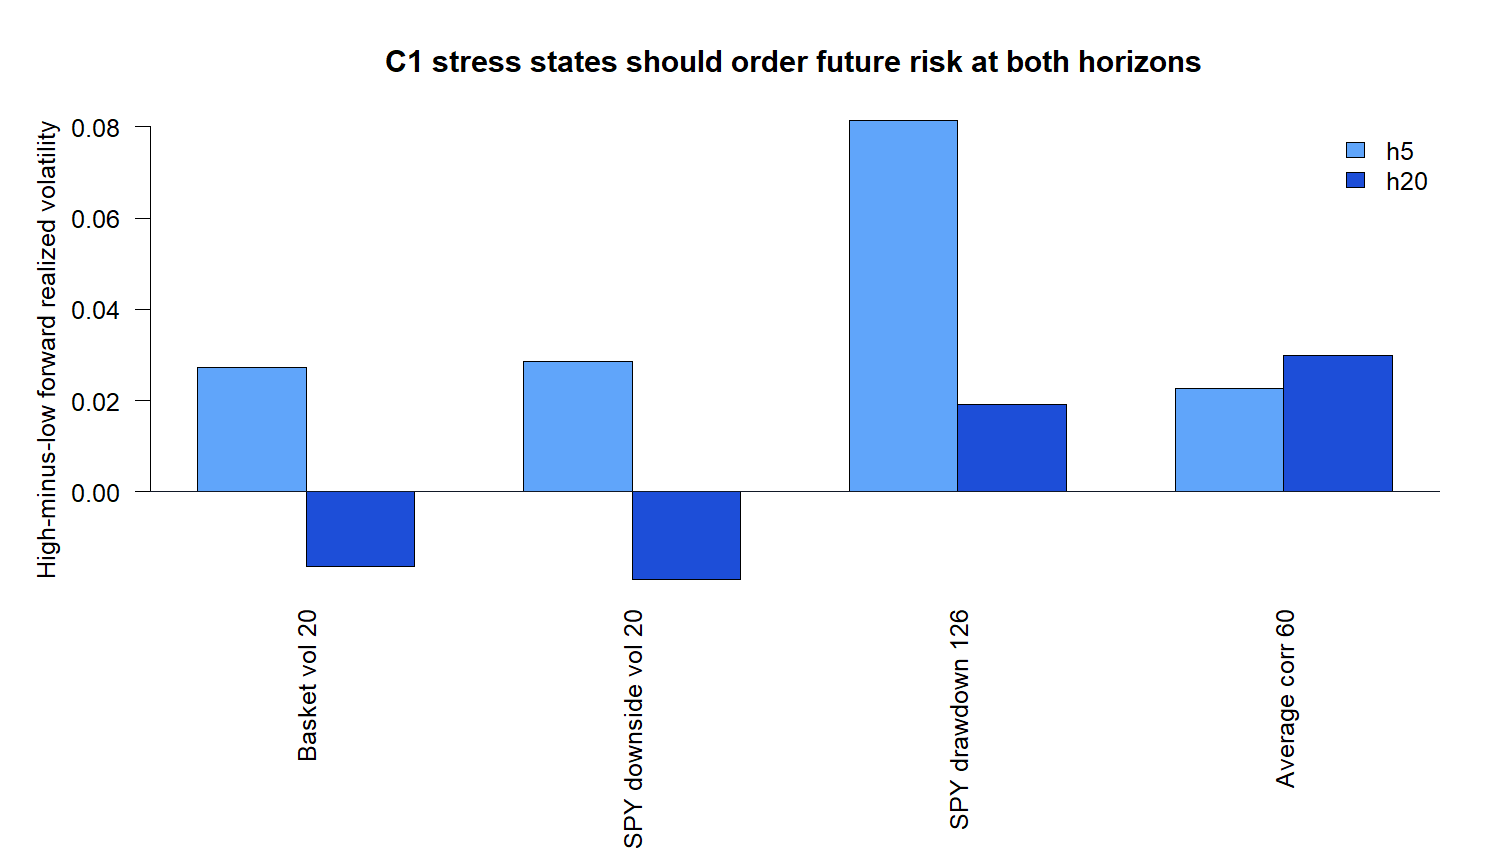 C1 stress states should order future risk at both horizons
High-minus-low forward realized volatility
0.08
0.06
0.04
0.02
0.00
h5
h20
Basket vol 20
SPY downside vol 20
SPY drawdown 126
Average corr 60